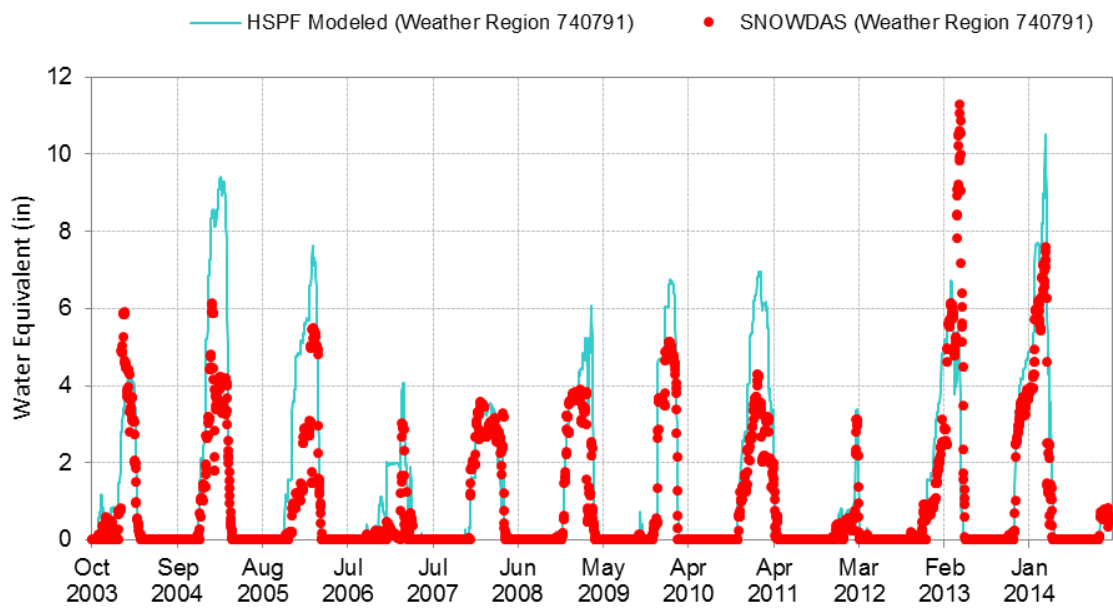 HSPF Modeled (Weather Region 740791) SNOWDAS (Weather Region 740791)
12
10
8
6
4
2
0
Water Equivalent (in)
Oct Sep Aug Jul Jul Jun May Apr Apr Mar Feb Jan
2003 2004 2005 2006 2007 2008 2009 2010 2011 2012 2013 2014